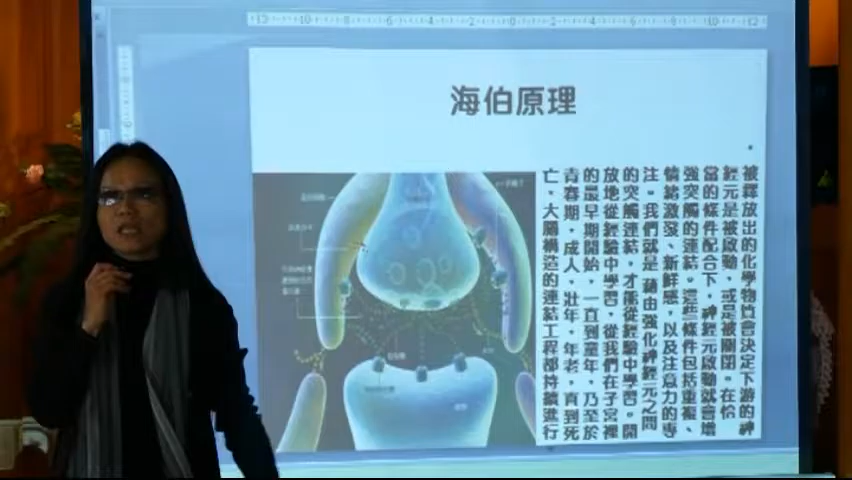 海伯原理
被釋放出的化學物質會決定下游的神
經元是被啟動、或是被關閉。在恰
當的條件配合下，神經元啟動就會增
強突觸的連結。這些條件包括重複、
情緒激發、新鮮感，以及注意力的專
注。我們就是藉由強化神經元之間
的突觸連結，才能從經驗中學習。開
放地從經驗中學習，從我們在子宮裡
的最早期開始，一直到童年，乃至於
青春期，成人，壯年，年老，直到死
亡，大腦構造的連結工程都持續進行